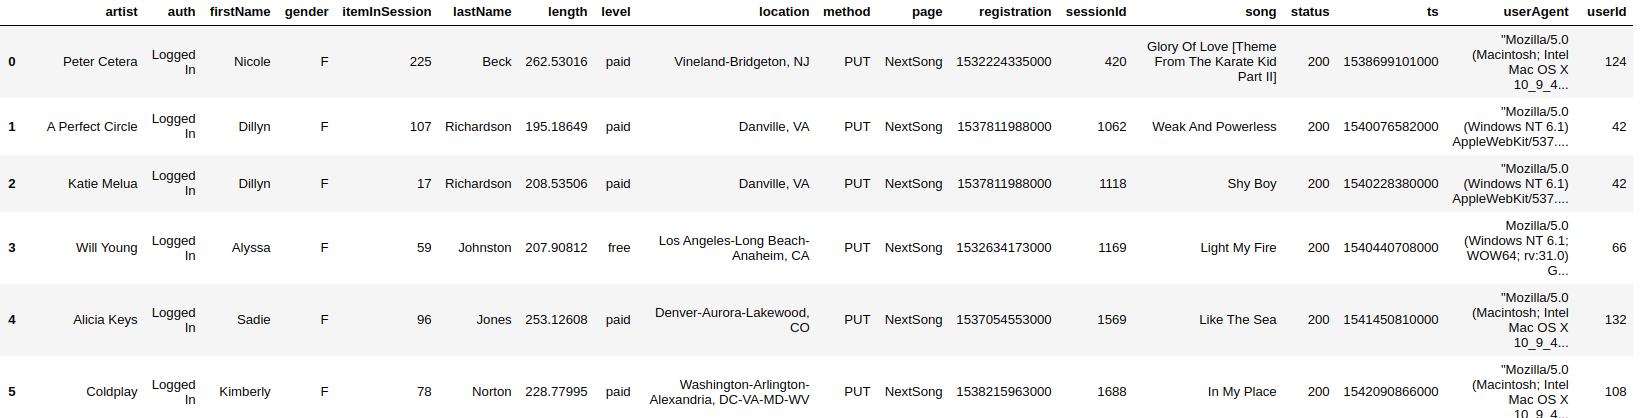 artist auth firstName gender itemInSession lastName length level location method page registration sessionId song status ts userAgent userId
0 Peter Cetera Logged In Nicole F 225 Beck 262.53016 paid Vineland-Bridgeton, NJ PUT NextSong 1532224335000 420 Glory Of Love [Theme From The Karate Kid Part II] 200 1538699101000 "Mozilla/5.0 (Macintosh; Intel Mac OS X 10_9_4... 124
1 A Perfect Circle Logged In Dillyn F 107 Richardson 195.18649 paid Danville, VA PUT NextSong 1537811988000 1062 Weak And Powerless 200 1540076582000 "Mozilla/5.0 (Windows NT 6.1) AppleWebKit/537.... 42
2 Katie Melua Logged In Dillyn F 17 Richardson 208.53506 paid Danville, VA PUT NextSong 1537811988000 1118 Shy Boy 200 1540228380000 "Mozilla/5.0 (Windows NT 6.1) AppleWebKit/537.... 42
3 Will Young Logged In Alyssa F 59 Johnston 207.90812 free Los Angeles-Long Beach-Anaheim, CA PUT NextSong 1532634173000 1169 Light My Fire 200 1540440708000 Mozilla/5.0 (Windows NT 6.1; WOW64; rv:31.0) G... 66
4 Alicia Keys Logged In Sadie F 96 Jones 253.12608 paid Denver-Aurora-Lakewood, CO PUT NextSong 1537054553000 1569 Like The Sea 200 1541450810000 "Mozilla/5.0 (Macintosh; Intel Mac OS X 10_9_4... 132
5 Coldplay Logged In Kimberly F 78 Norton 228.77995 paid Washington-Arlington-Alexandria, DC-VA-MD-WV PUT NextSong 1538215963000 1688 In My Place 200 1542090866000 "Mozilla/5.0 (Macintosh; Intel Mac OS X 10_9_4... 108